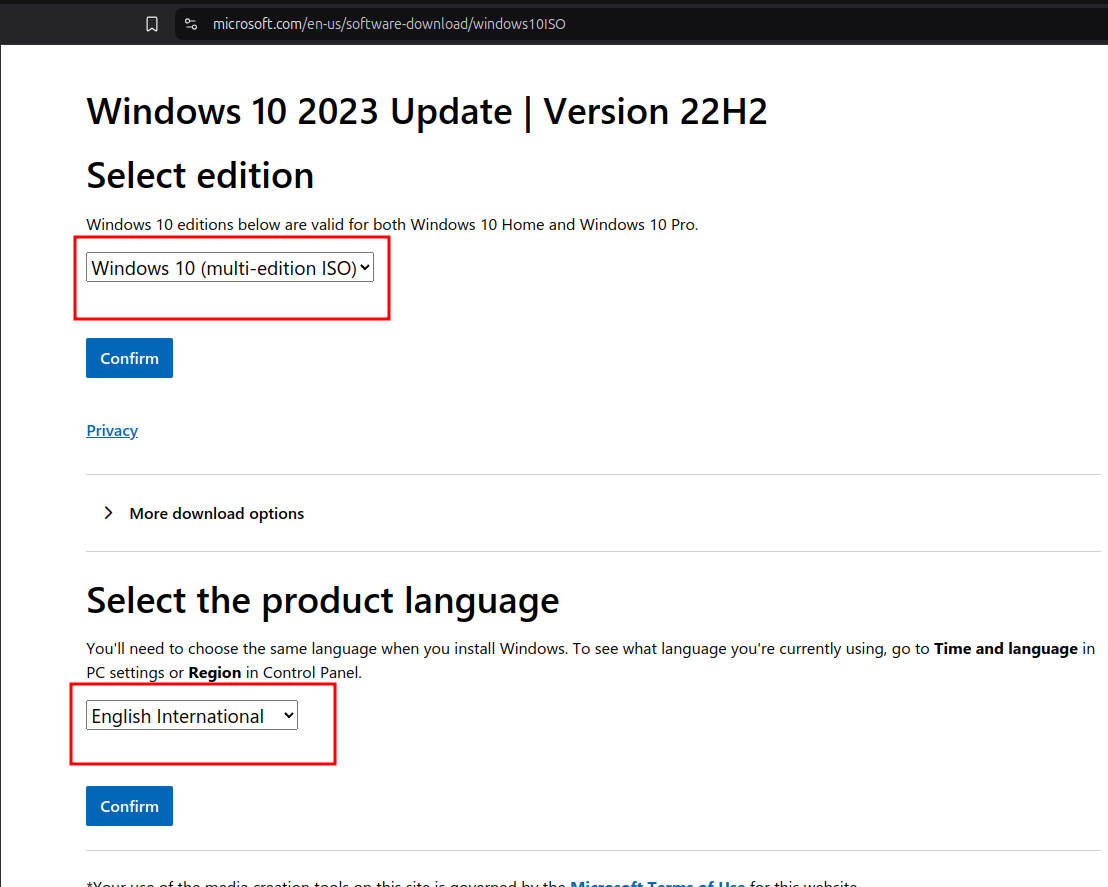 microsoft.com/en-us/software-download/windows10ISO
Windows 10 2023 Update | Version 22H2
Select edition
Windows 10 editions below are valid for both Windows 10 Home and Windows 10 Pro.
Windows 10 (multi-edition ISO)
Confirm
Privacy
More download options
Select the product language
You'll need to choose the same language when you install Windows. To see what language you're currently using, go to Time and language in
PC settings or Region in Control Panel.
English International
Confirm
*Your use of the media creation tools on this site is governed by the Microsoft Terms of Use for this website.